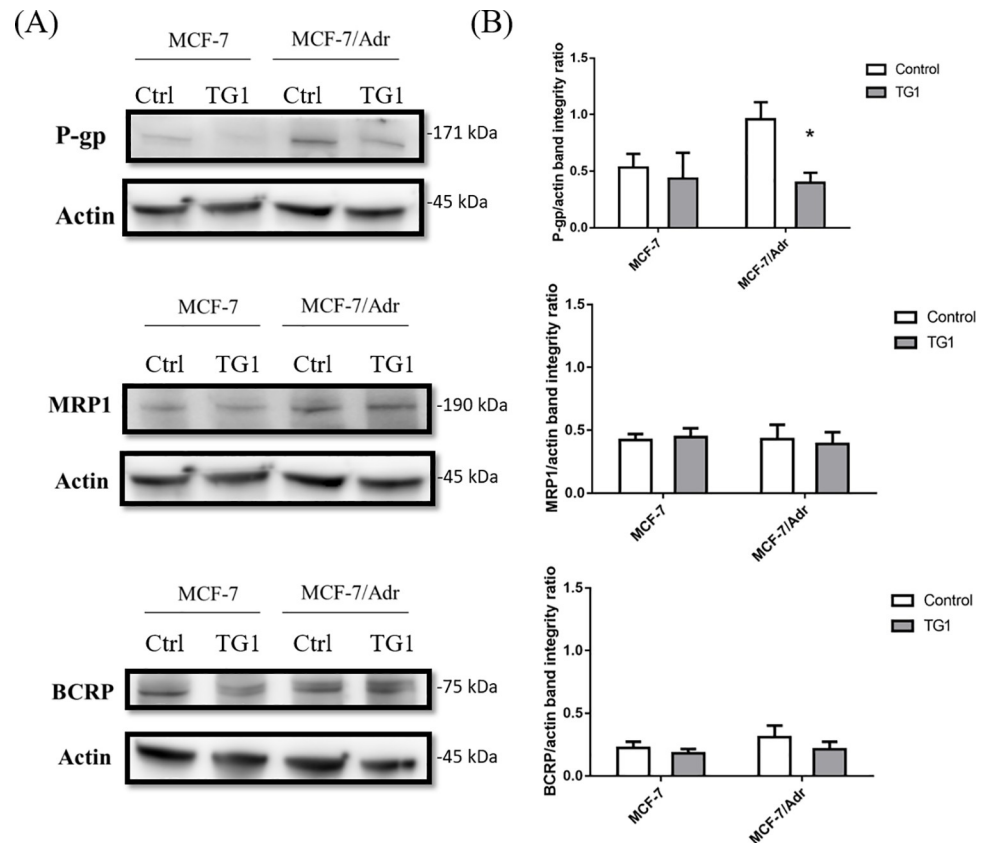 (A)
MCF-7 MCF-7/Adr
Ctrl TG1 Ctrl TG1
P-gp -171 kDa
Actin -45 kDa
MCF-7 MCF-7/Adr
Ctrl TG1 Ctrl TG1
MRP1 -190 kDa
Actin -45 kDa
MCF-7 MCF-7/Adr
Ctrl TG1 Ctrl TG1
BCRP -75 kDa
Actin -45 kDa
(B)
P-gp/actin band integrity ratio
1.5
1.0
0.5
0.0
*
MCF-7
MCF-7/Adr
Control
TG1
MRP1/actin band integrity ratio
1.5
1.0
0.5
0.0
MCF-7
MCF-7/Adr
Control
TG1
BCRP/actin band integrity ratio
1.5
1.0
0.5
0.0
MCF-7
MCF-7/Adr
Control
TG1